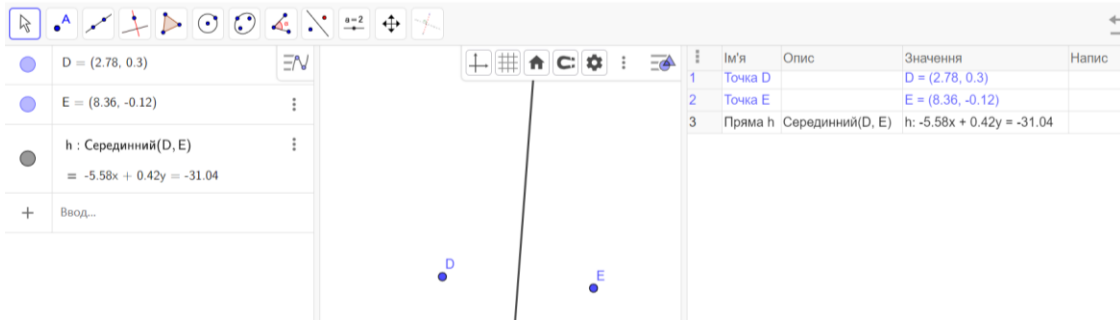 A
a=2
D = (2.78, 0.3)
E = (8.36, -0.12)
h : Серединний(D, E)
= -5.58x + 0.42y = -31.04
+ Ввод...
D
E
Ім'я Опис Значення Напис
1 Точка D D = (2.78, 0.3)
2 Точка E E = (8.36, -0.12)
3 Пряма h Серединний(D, E) h: -5.58x + 0.42y = -31.04